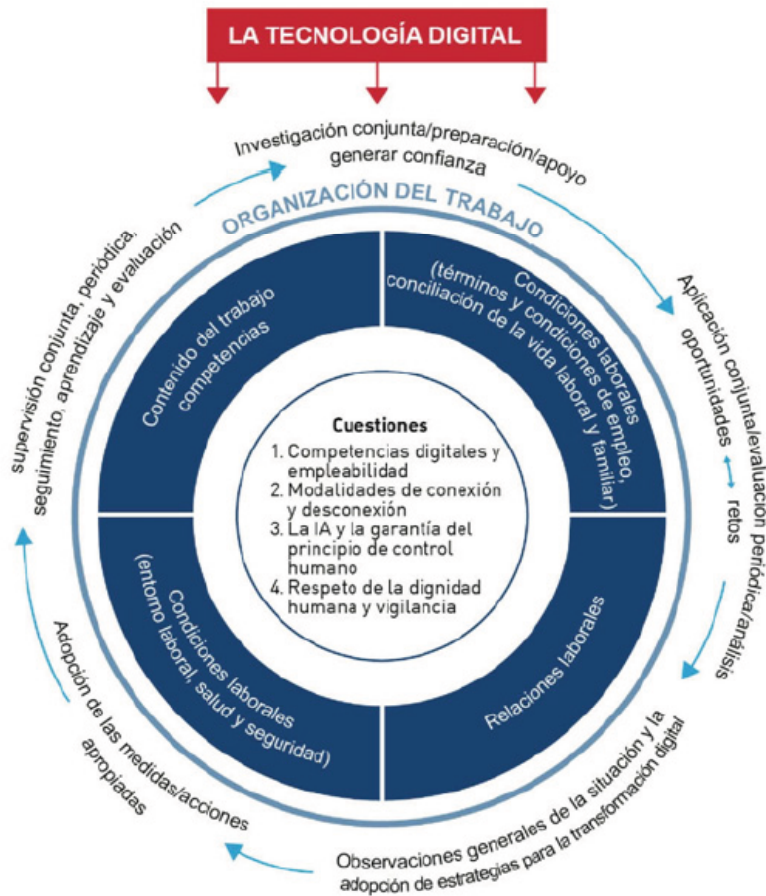 LA TECNOLOGÍA DIGITAL
Investigación conjunta/preparación/apoyo
generar confianza
ORGANIZACIÓN DEL TRABAJO
Aplicación conjunta/evaluación periódica/análisis
oportunidades
retos
Observaciones generales de la situación y la
adopción de estrategias para la transformación digital
Adopción de las medidas/acciones
apropiadas
supervisión conjunta, periódica,
seguimiento, aprendizaje y evaluación
Contenido del trabajo
competencias
Condiciones laborales
(términos y condiciones de empleo,
conciliación de la vida laboral y familiar)
Relaciones laborales
Condiciones laborales
(entorno laboral, salud y seguridad)
Cuestiones
1. Competencias digitales y
empleabilidad
2. Modalidades de conexión
y desconexión
3. La IA y la garantía del
principio de control
humano
4. Respeto de la dignidad
humana y vigilancia